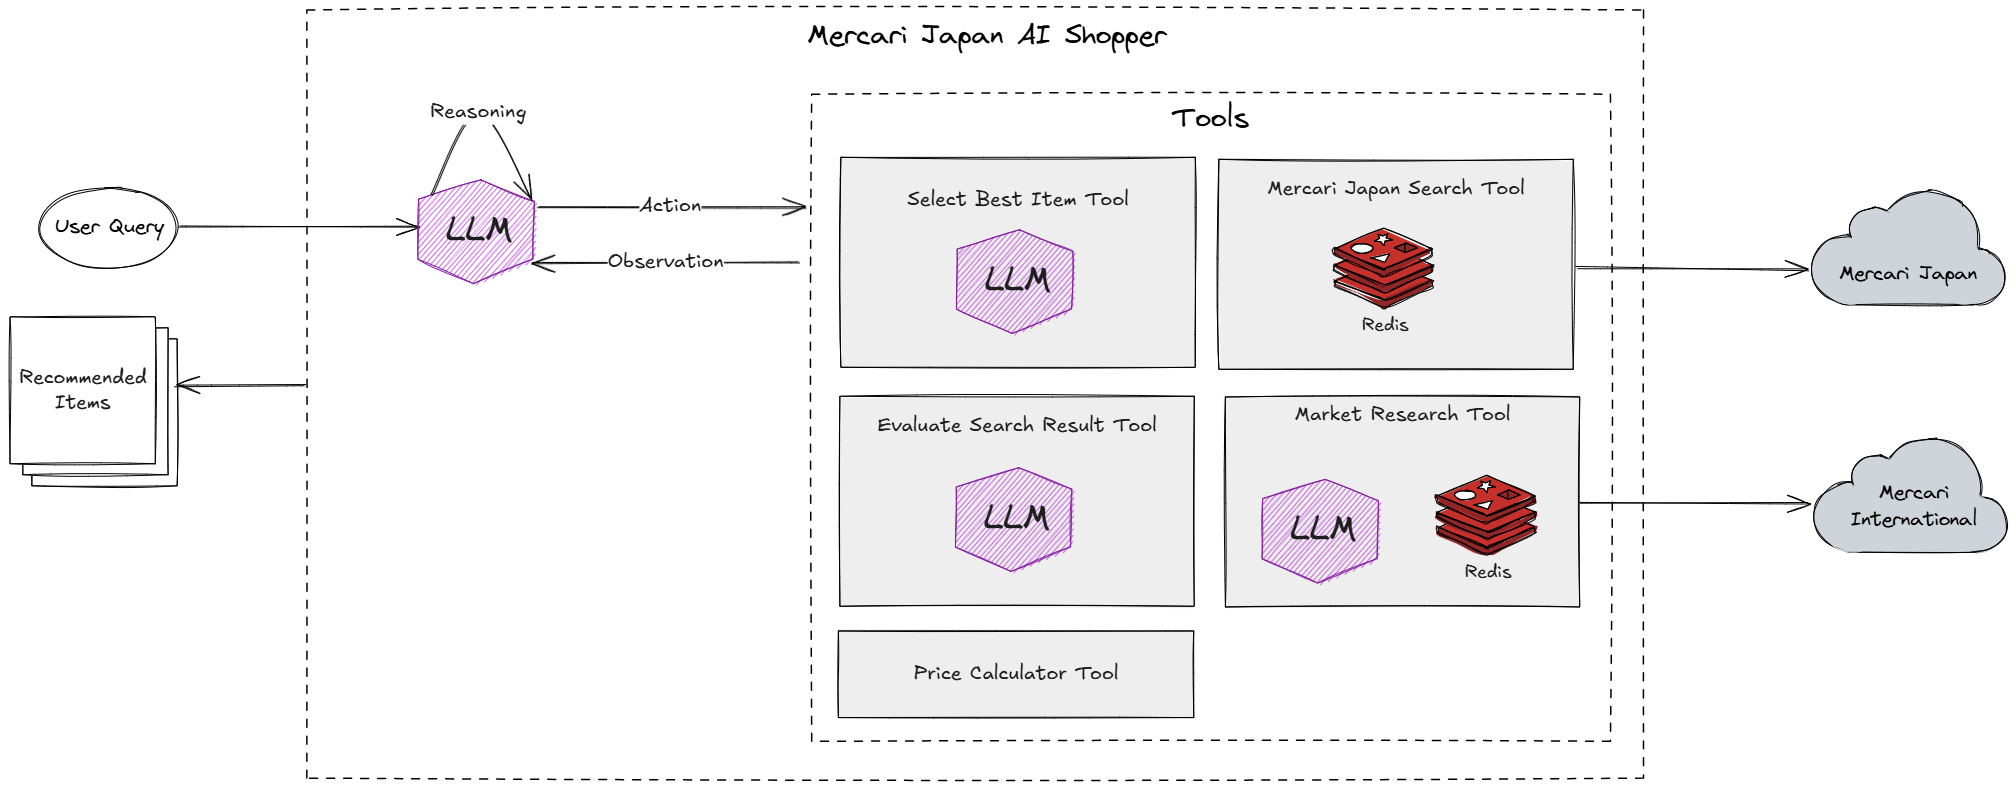 Mercari Japan AI Shopper
Reasoning
Tools
User Query
LLM
Action
Observation
Select Best Item Tool
LLM
Mercari Japan Search Tool
Redis
Mercari Japan
Recommended
Items
Evaluate Search Result Tool
LLM
Market Research Tool
LLM
Redis
Mercari
International
Price Calculator Tool